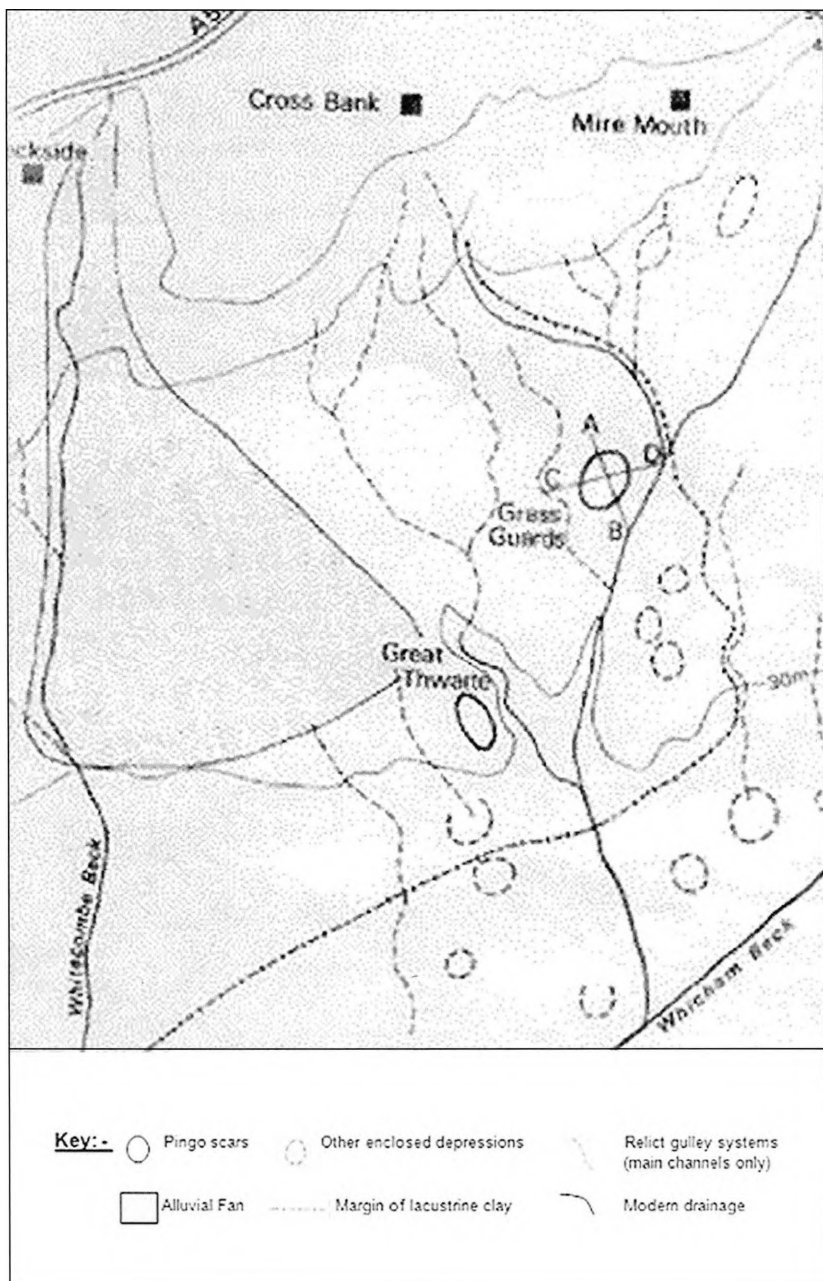 Cross Bank
Mire Mouth
A
C
D
B
Grass
Guards
Great
Thwaite
30m
Whitecombe Beck
Whicham Beck
Key:-
Pingo scars
Other enclosed depressions
Relict gulley systems
(main channels only)
Alluvial Fan
Margin of lacustrine clay
Modern drainage